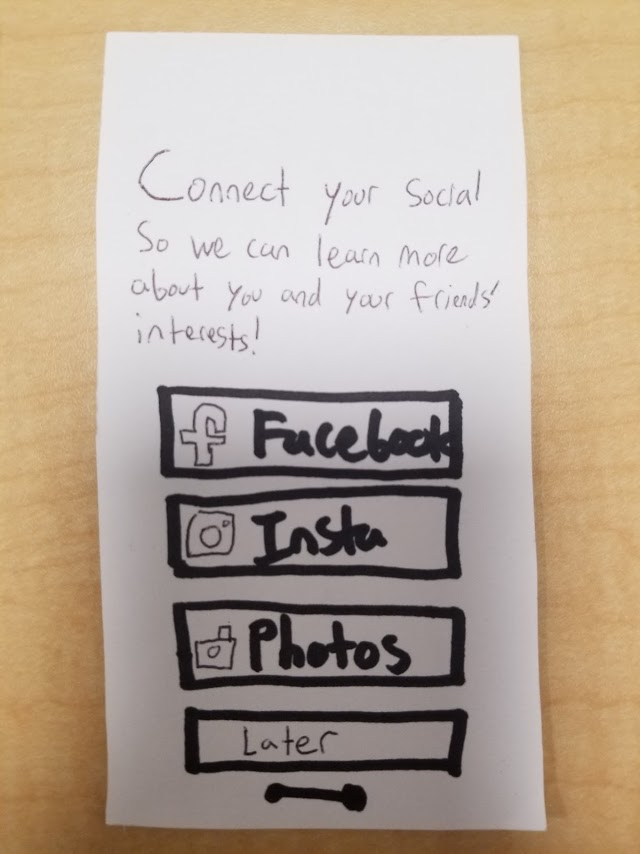 Connect your Social
So we can learn more
about you and your friends'
interests!
Facebook
Insta
Photos
Later